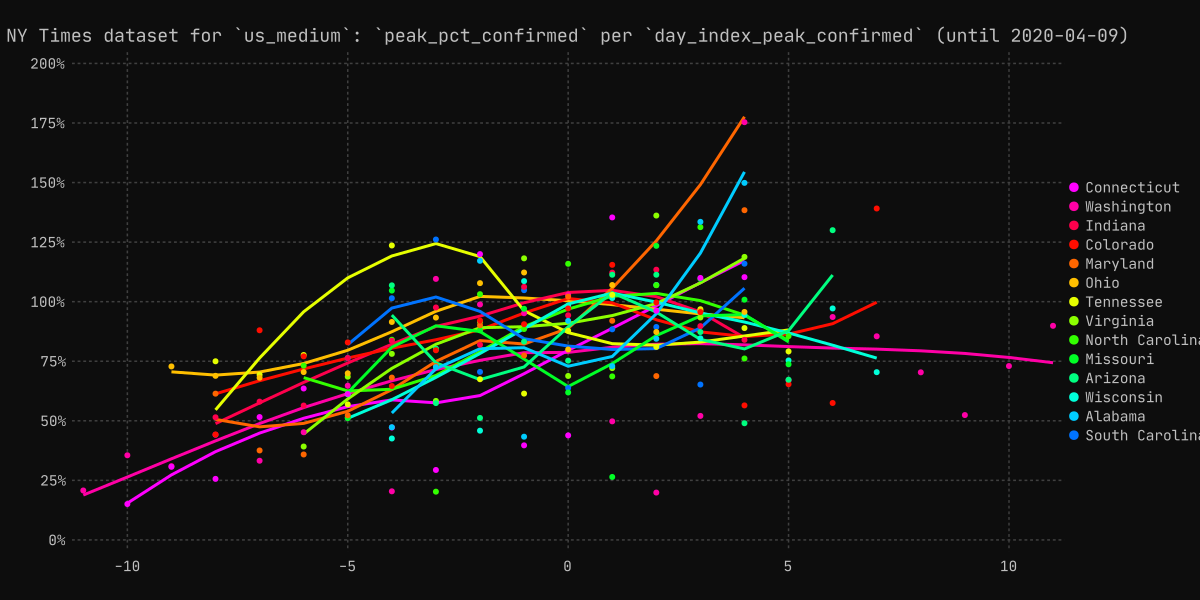 NY Times dataset for `us_medium`: `peak_pct_confirmed` per `day_index_peak_confirmed` (until 2020-04-09)
200%
175%
150%
125%
100%
75%
50%
25%
0%
-10
-5
0
5
10
Connecticut
Washington
Indiana
Colorado
Maryland
Ohio
Tennessee
Virginia
North Carolina
Missouri
Arizona
Wisconsin
Alabama
South Carolina